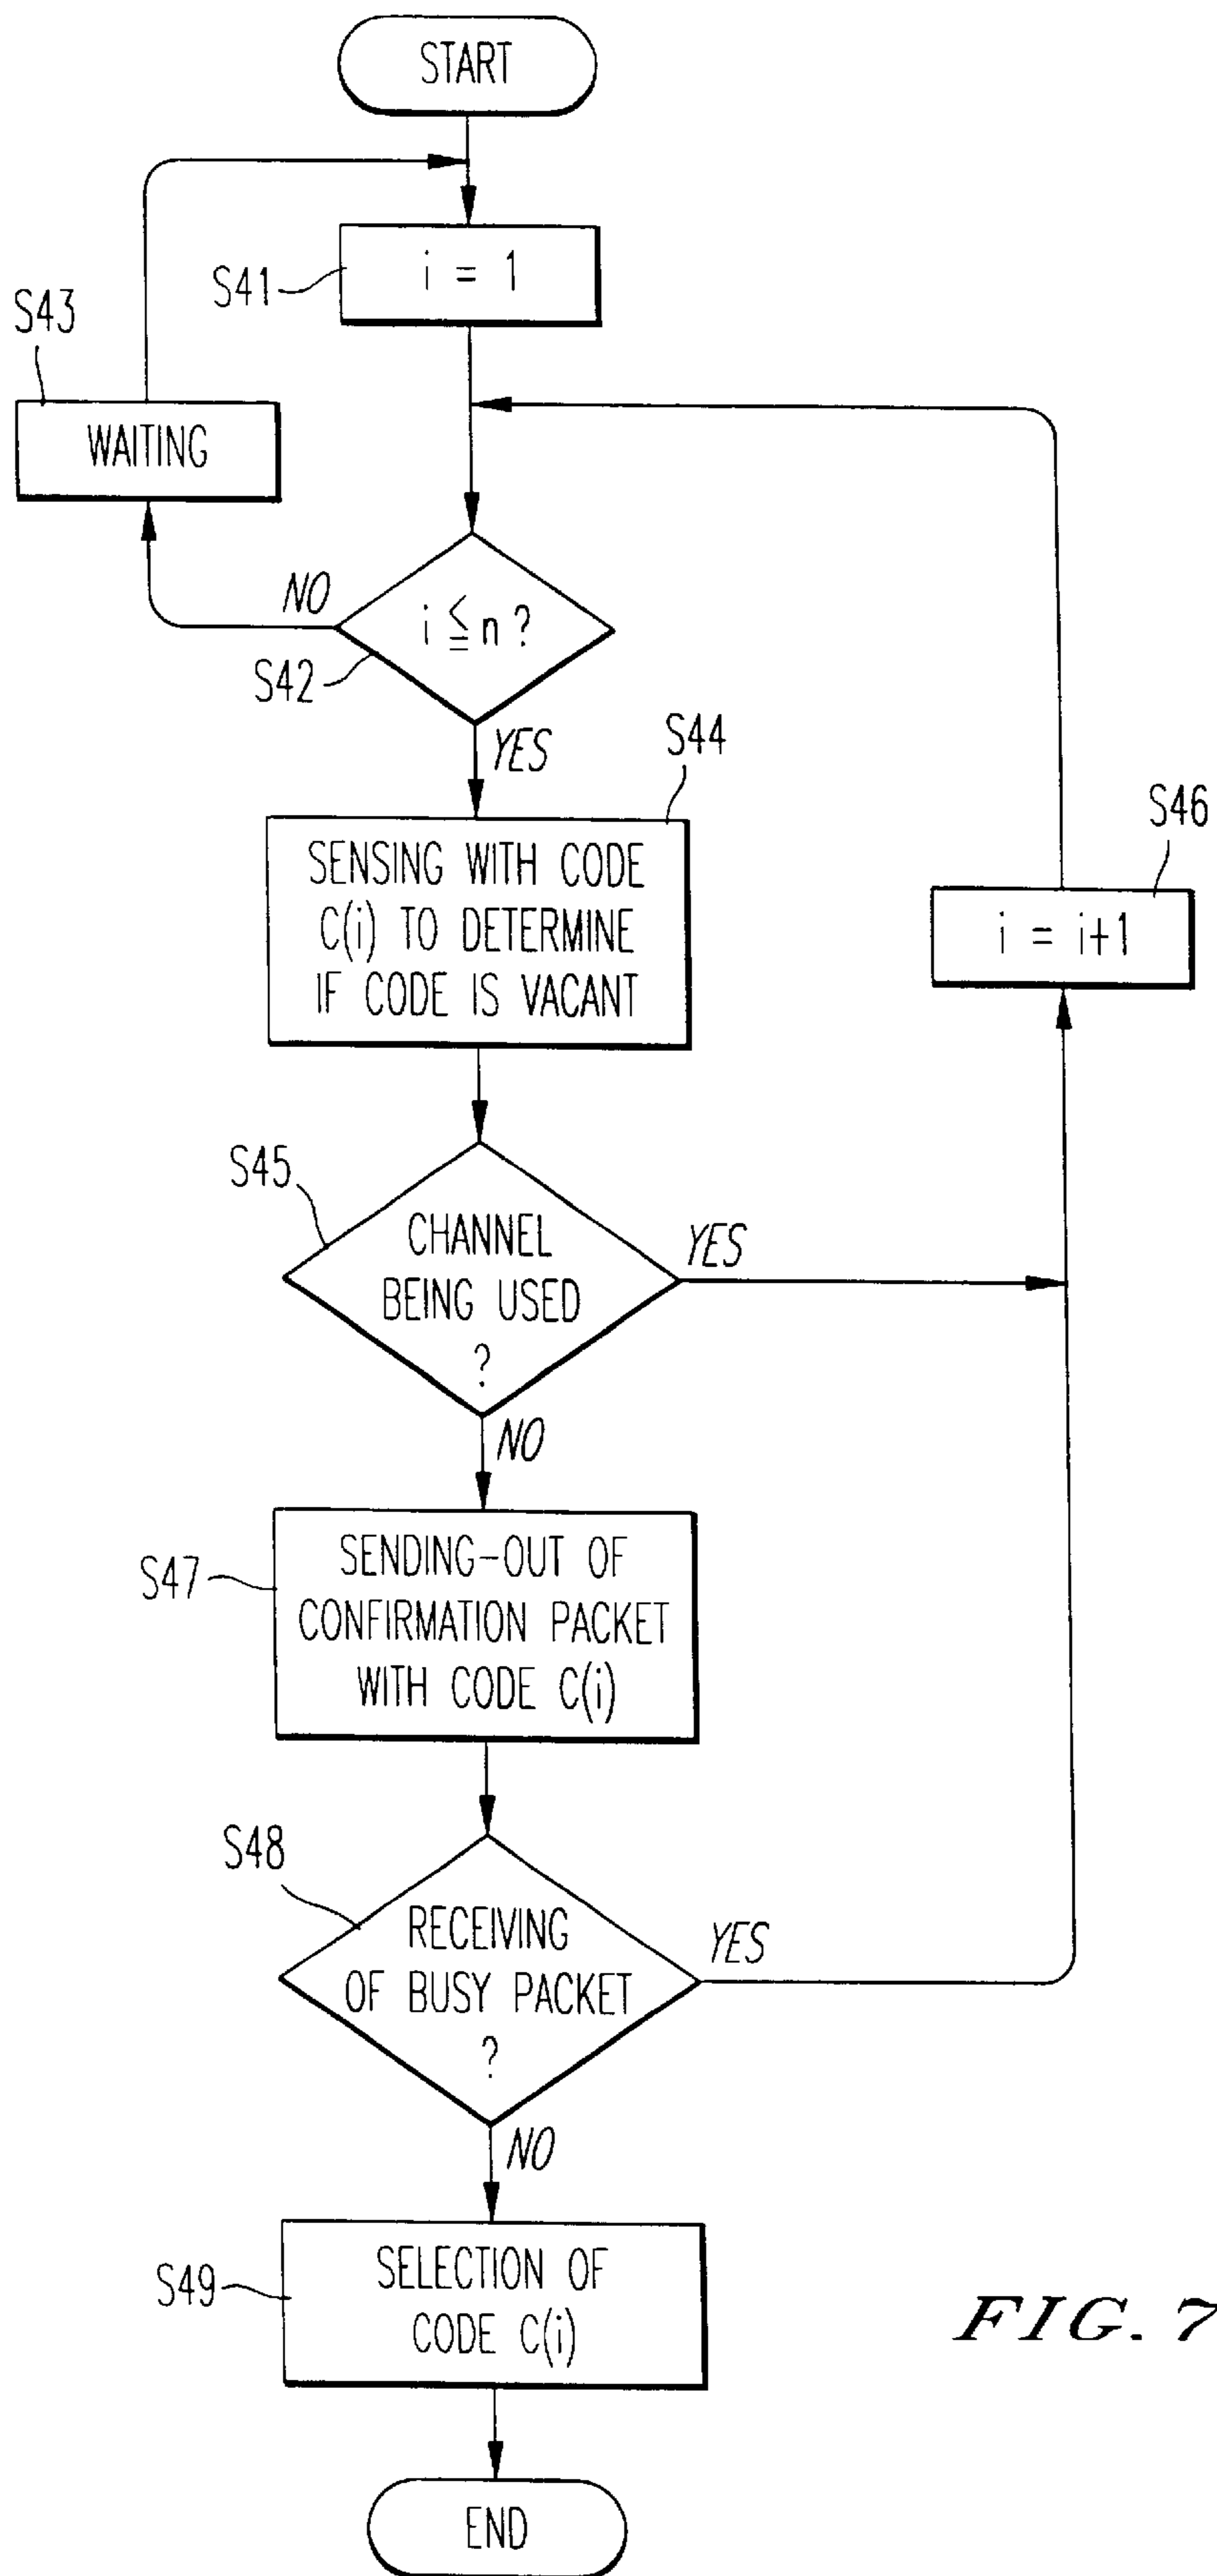 START
S41
i = 1
S43
WAITING
NO
i ≦ n ?
S42
YES
S44
SENSING WITH CODE
C(i) TO DETERMINE
IF CODE IS VACANT
S46
i = i+1
S45
CHANNEL
BEING USED
?
YES
NO
S47
SENDING-OUT OF
CONFIRMATION PACKET
WITH CODE C(i)
S48
RECEIVING
OF BUSY PACKET
?
YES
NO
S49
SELECTION OF
CODE C(i)
FIG. 7
END